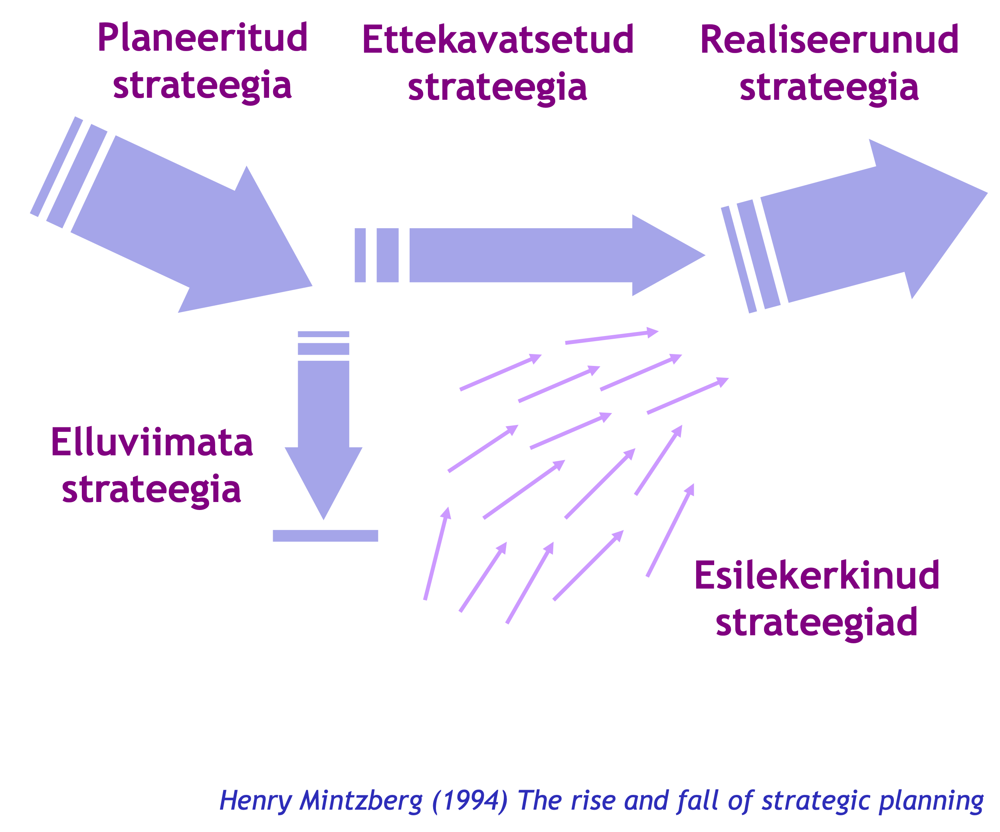 Planeeritud
strateegia
Ettekavatsetud
strateegia
Realiseerunud
strateegia
Elluviimata
strateegia
Esilekerkinud
strateegiad
Henry Mintzberg (1994) The rise and fall of strategic planning